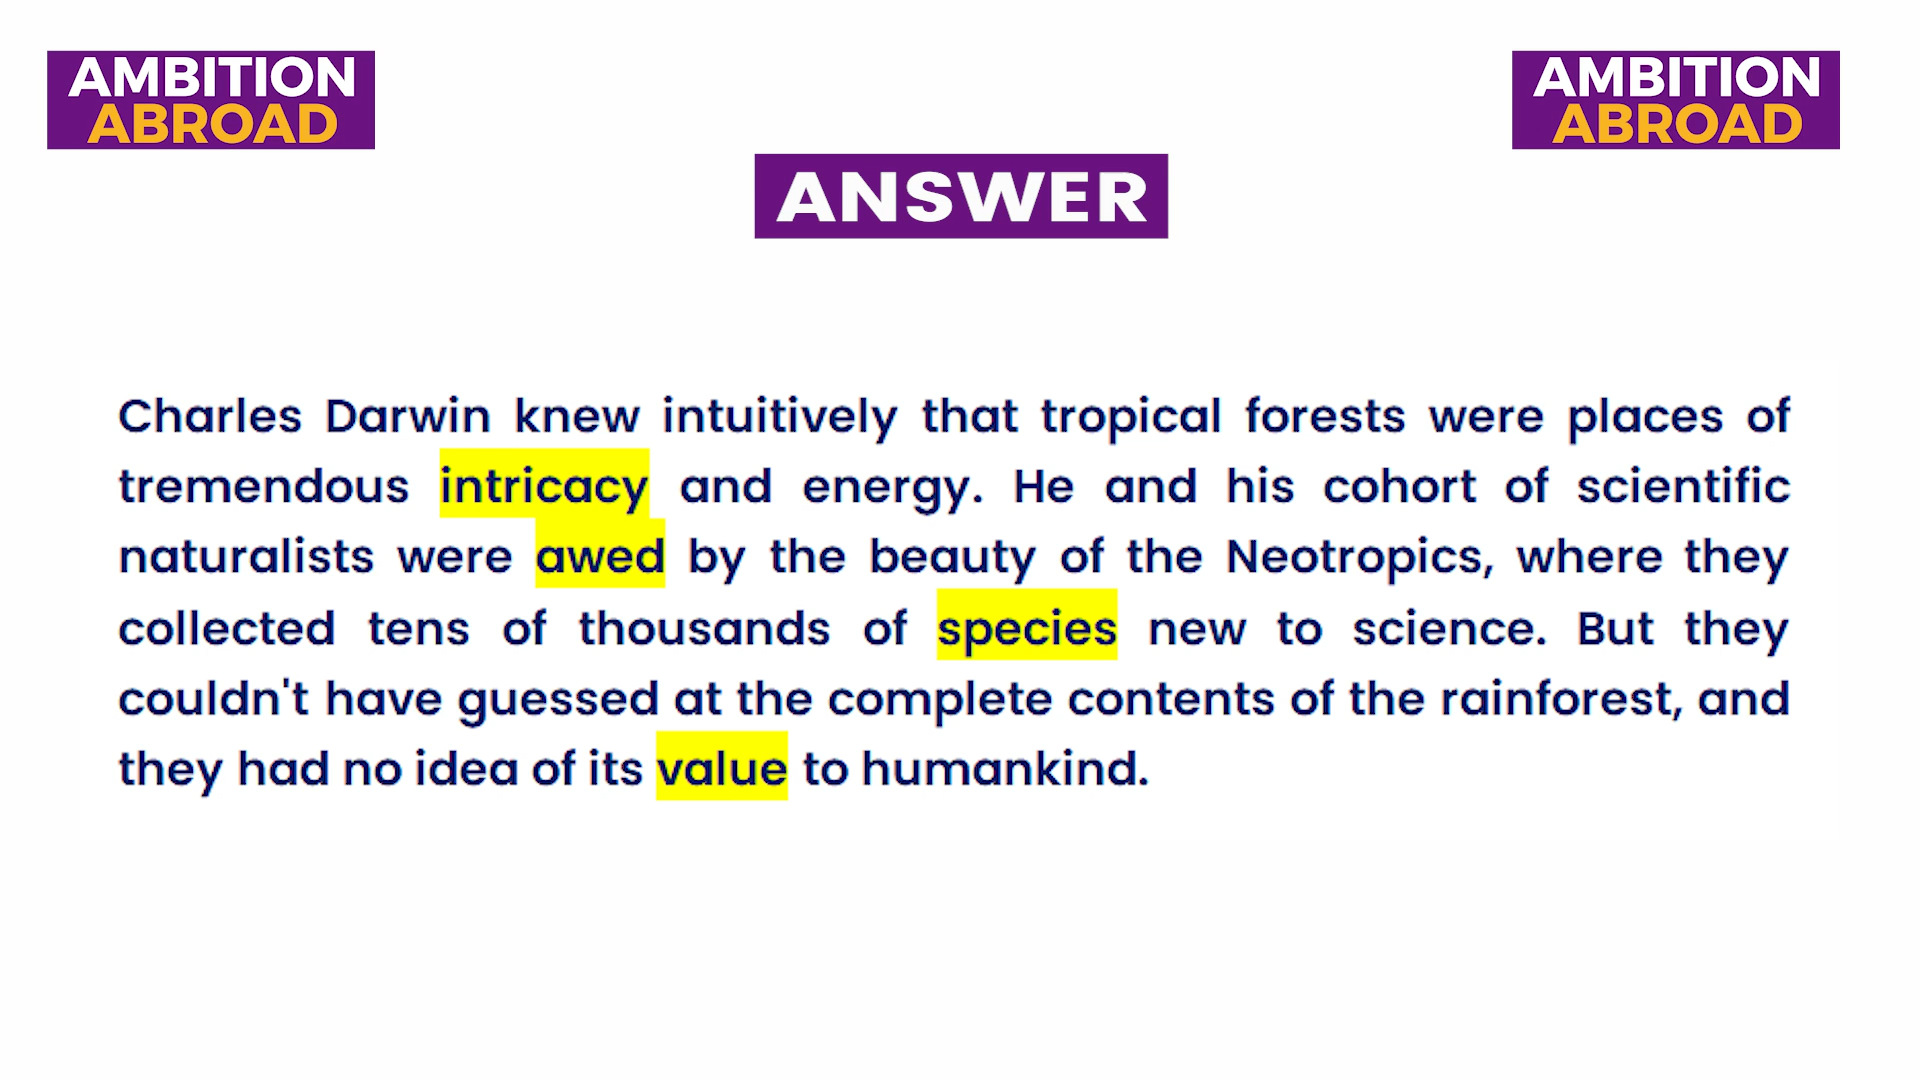 AMBITION
ABROAD
AMBITION
ABROAD
ANSWER
Charles Darwin knew intuitively that tropical forests were places of
tremendous intricacy and energy. He and his cohort of scientific
naturalists were awed by the beauty of the Neotropics, where they
collected tens of thousands of species new to science. But they
couldn't have guessed at the complete contents of the rainforest, and
they had no idea of its value to humankind.